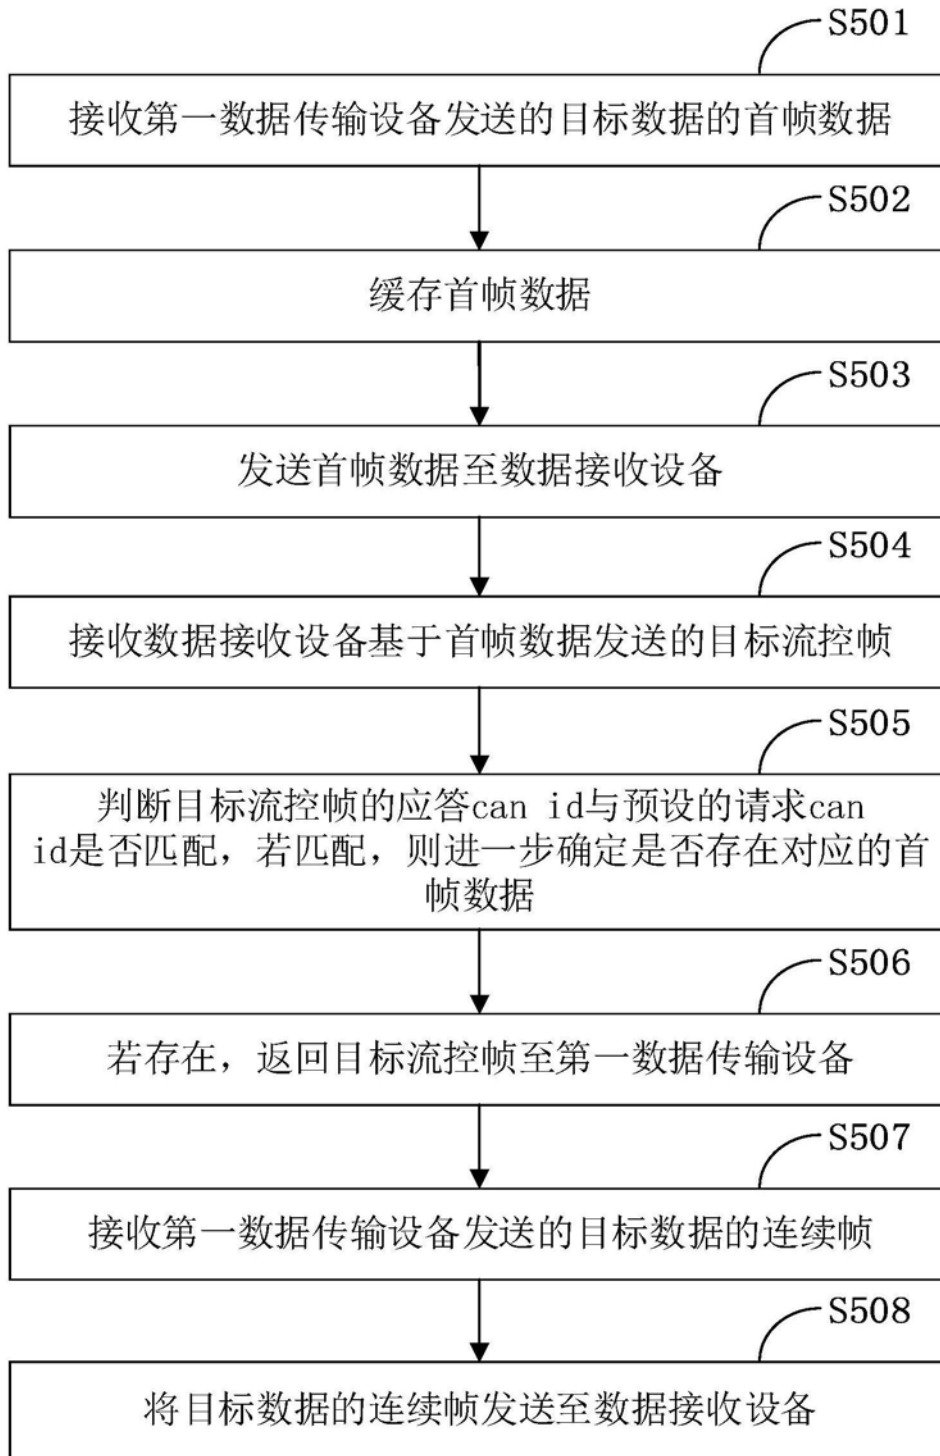 S501
接收第一数据传输设备发送的目标数据的首帧数据
S502
缓存首帧数据
S503
发送首帧数据至数据接收设备
S504
接收数据接收设备基于首帧数据发送的目标流控帧
S505
判断目标流控帧的应答can id与预设的请求can
id是否匹配，若匹配，则进一步确定是否存在对应的首
帧数据
S506
若存在，返回目标流控帧至第一数据传输设备
S507
接收第一数据传输设备发送的目标数据的连续帧
S508
将目标数据的连续帧发送至数据接收设备